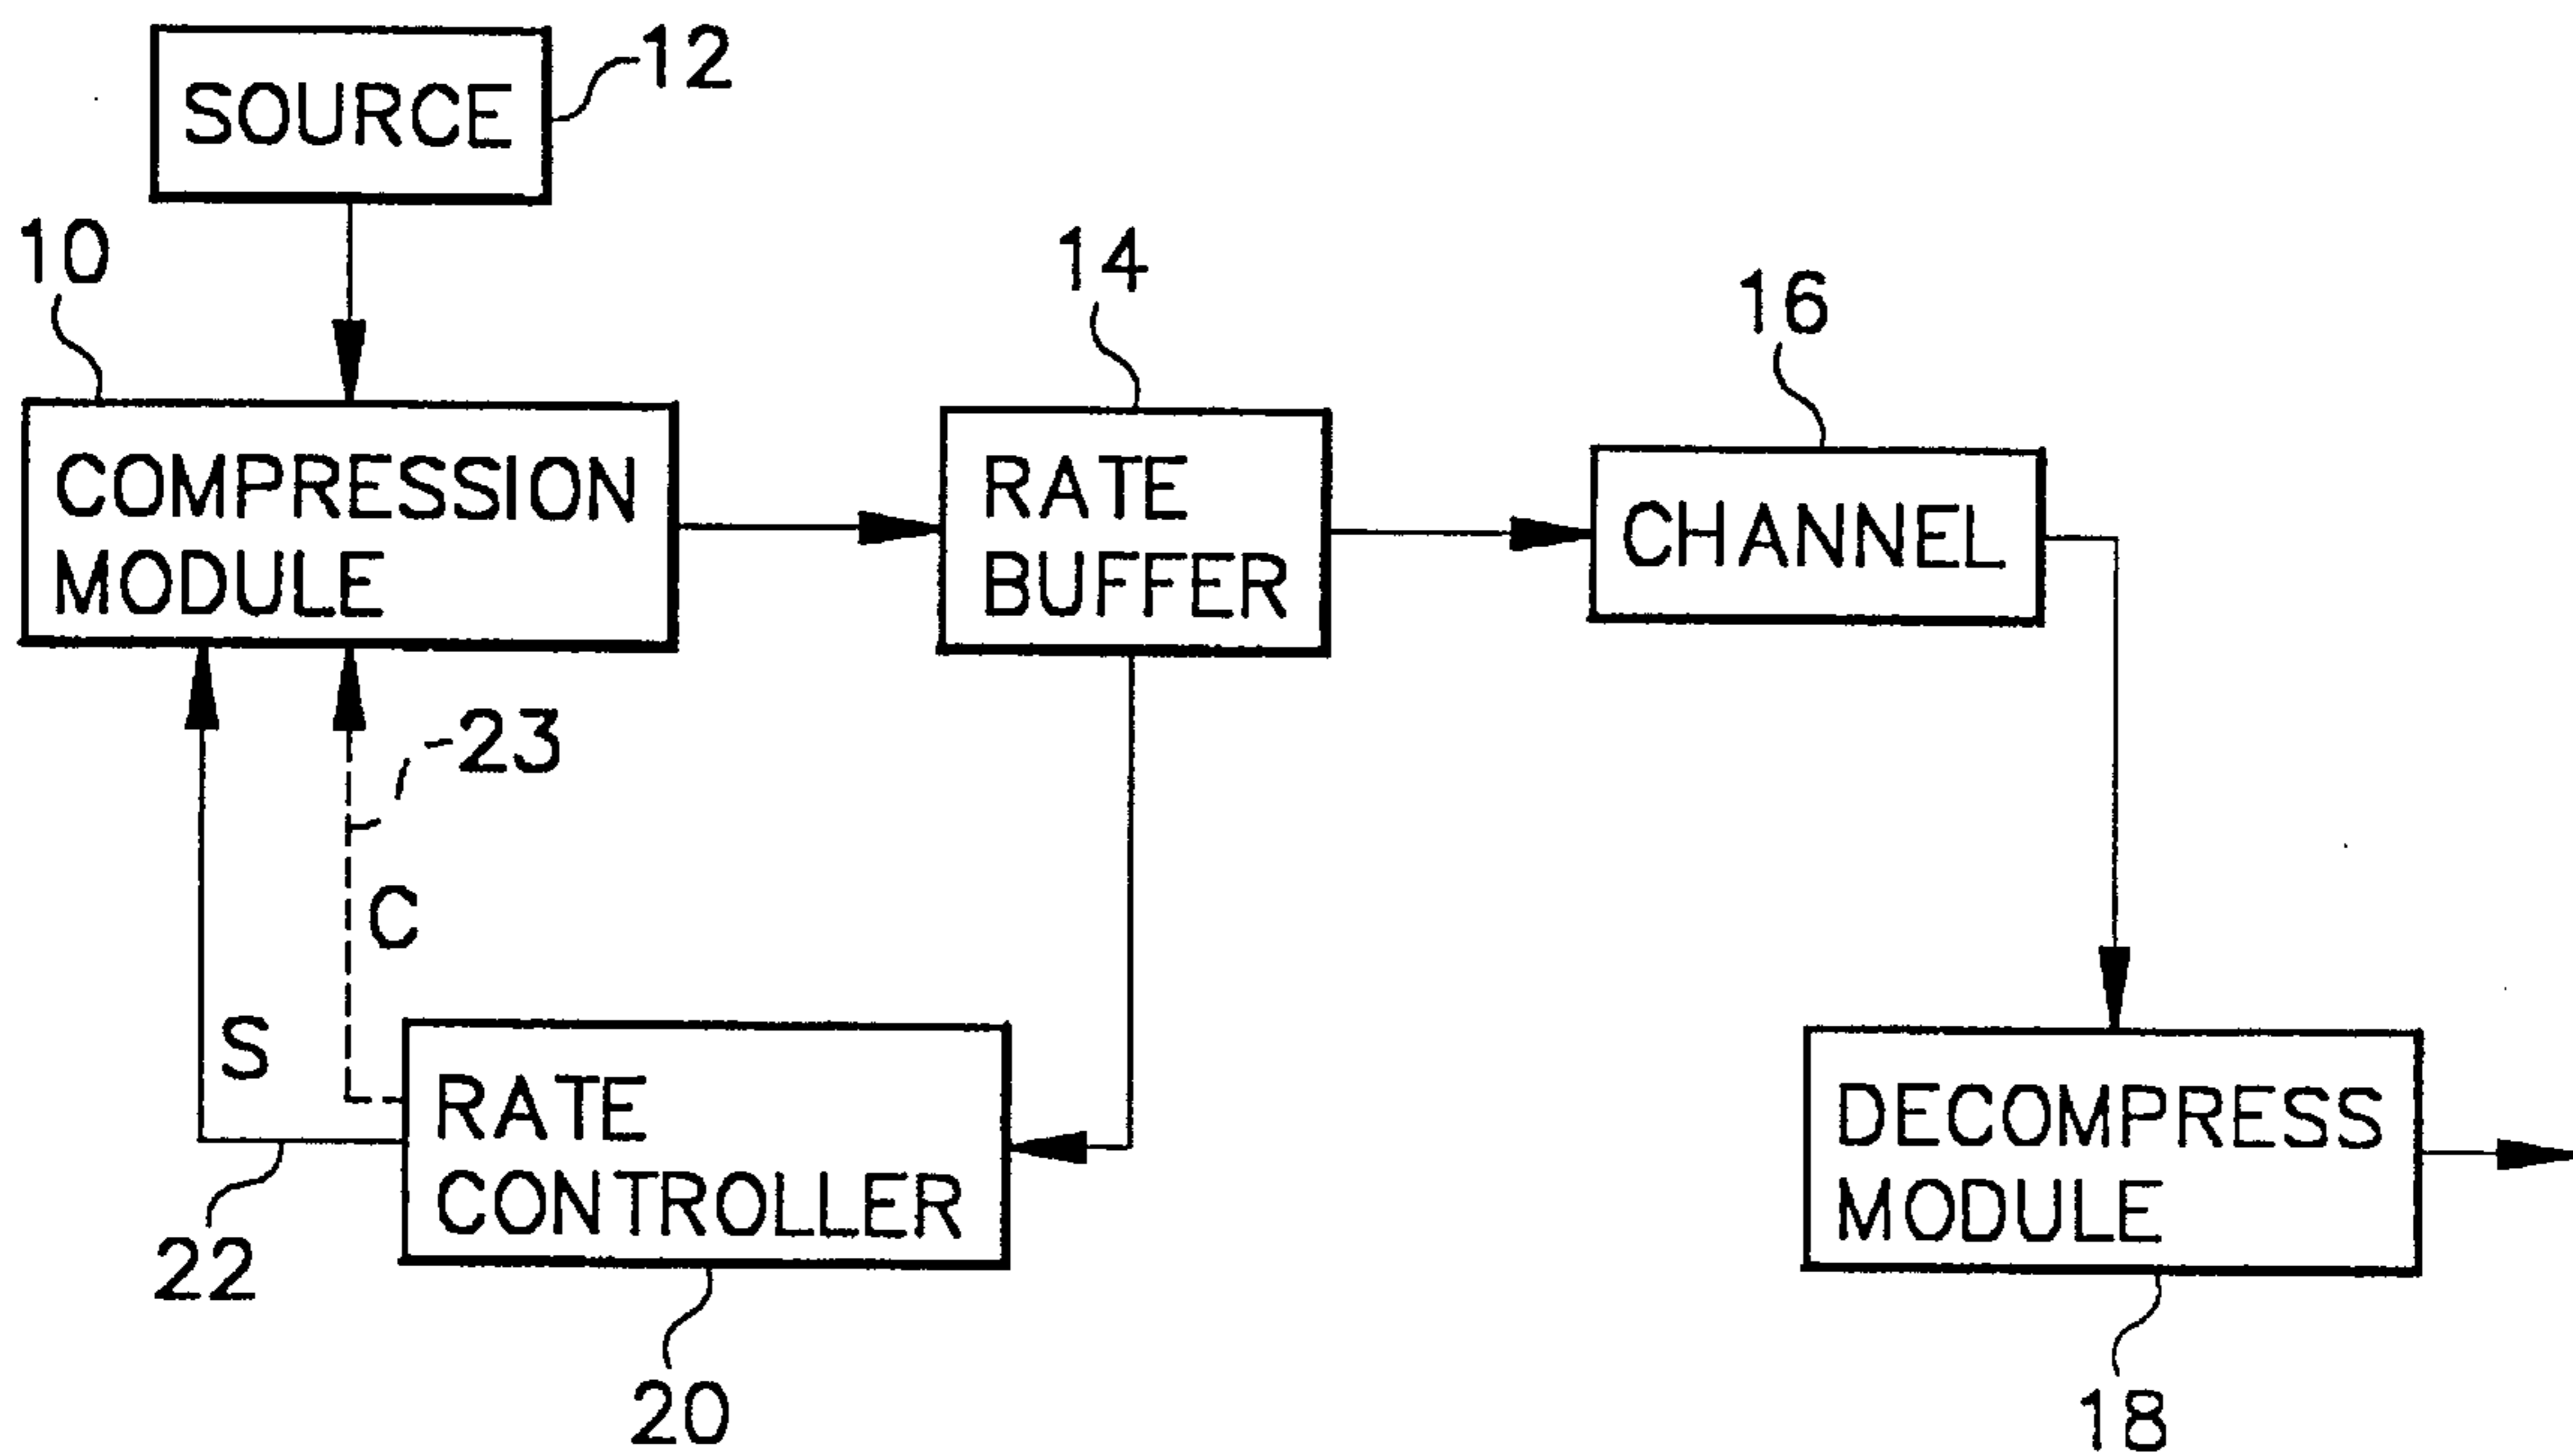 SOURCE
12
10
14
16
COMPRESSION
MODULE
RATE
BUFFER
CHANNEL
23
C
S
22
RATE
CONTROLLER
20
DECOMPRESS
MODULE
18